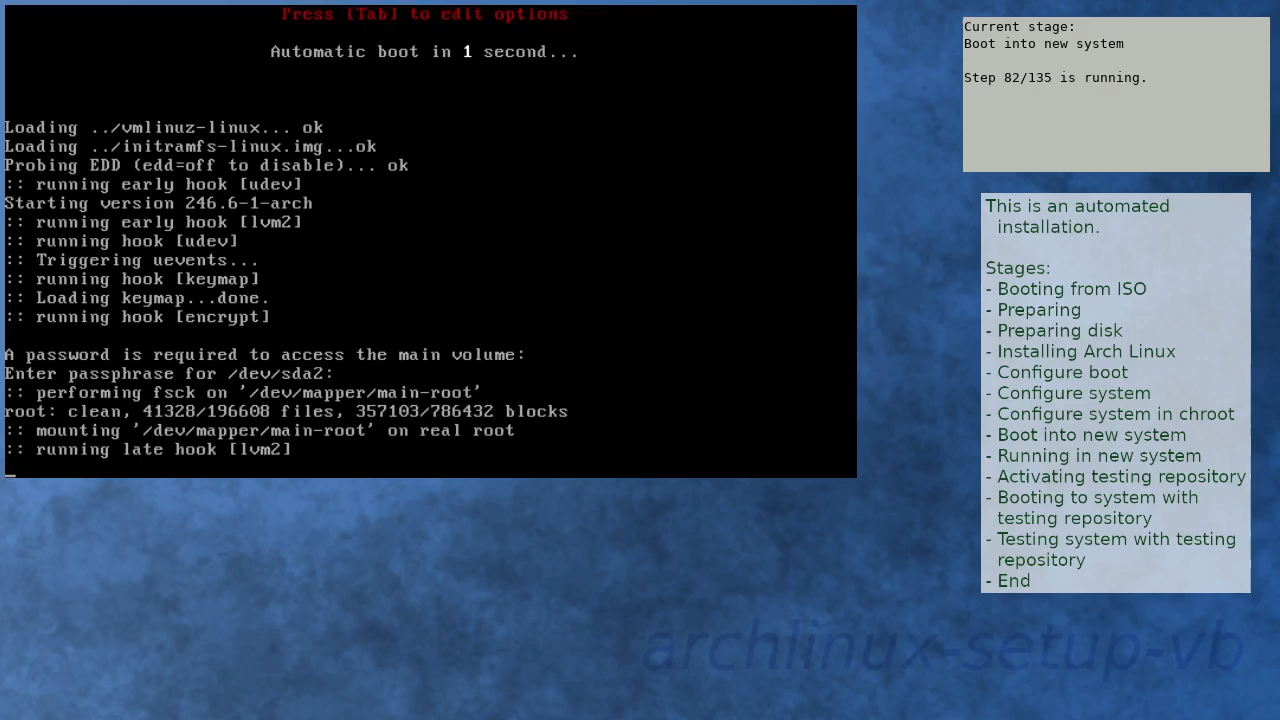 Press [Tab] to edit options
Automatic boot in 1 second...
Loading ../vmlinuz-linux... ok
Loading ../initramfs-linux.img...ok
Probing EDD (edd=off to disable)... ok
:: running early hook [udev]
Starting version 246.6-1-arch
:: running early hook [lvm2]
:: running hook [udev]
:: Triggering uevents...
:: running hook [keymap]
:: Loading keymap...done.
:: running hook [encrypt]
A password is required to access the main volume:
Enter passphrase for /dev/sda2:
:: performing fsck on '/dev/mapper/main-root'
root: clean, 41328/196608 files, 357103/786432 blocks
:: mounting '/dev/mapper/main-root' on real root
:: running late hook [lvm2]
Current stage:
Boot into new system
Step 82/135 is running.
This is an automated
installation.
Stages:
- Booting from ISO
- Preparing
- Preparing disk
- Installing Arch Linux
- Configure boot
- Configure system
- Configure system in chroot
- Boot into new system
- Running in new system
- Activating testing repository
- Booting to system with
testing repository
- Testing system with testing
repository
- End
archlinux-setup-vb